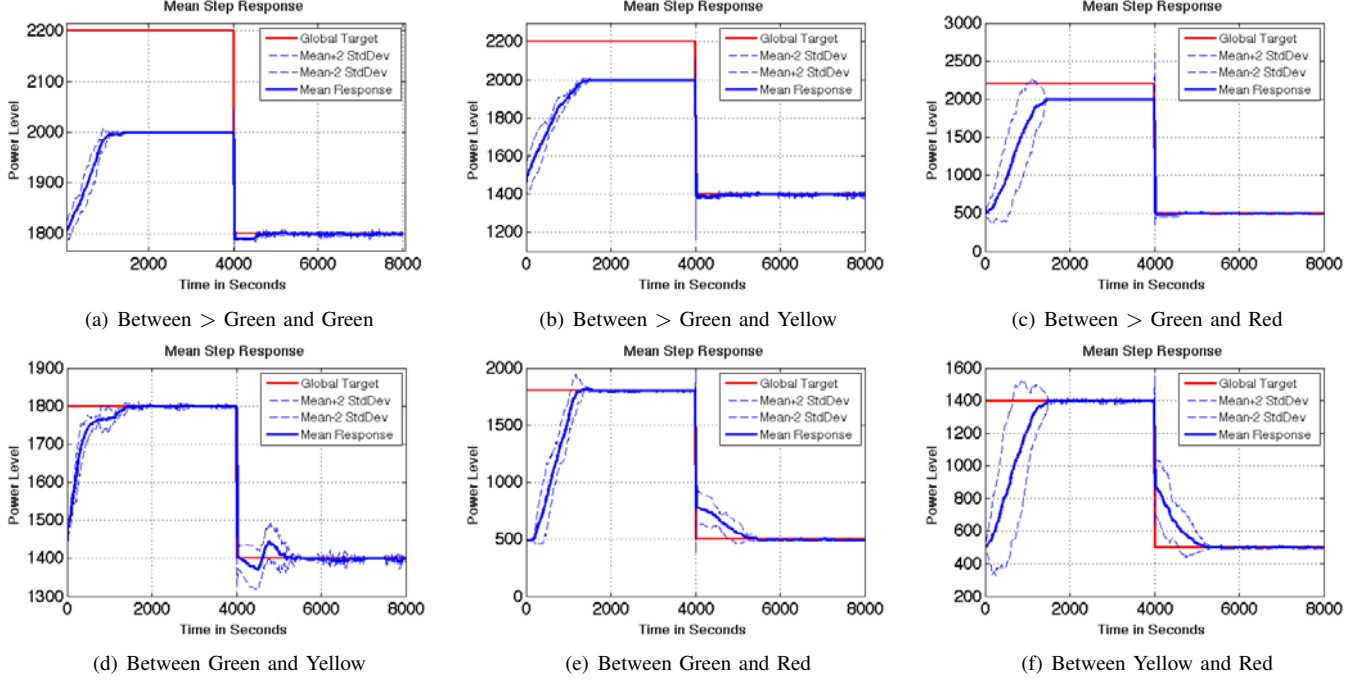 Mean Step Response
2200
2100
2000
1900
1800
Power Level
2000
4000
6000
8000
Time in Seconds
Global Target
Mean+2 StdDev
Mean-2 StdDev
Mean Response
(a) Between > Green and Green
Mean Step Response
2200
2000
1800
1600
1400
1200
Power Level
0
2000
4000
6000
8000
Time in Seconds
Global Target
Mean-2 StdDev
Mean+2 StdDev
Mean Response
(b) Between > Green and Yellow
Mean Step Response
3000
2500
2000
1500
1000
500
0
Power Level
0
2000
4000
6000
8000
Time in Seconds
Global Target
Mean+2 StdDev
Mean-2 StdDev
Mean Response
(c) Between > Green and Red
Mean Step Response
1900
1800
1700
1600
1500
1400
1300
Power Level
0
2000
4000
6000
8000
Time in Seconds
Global Target
Mean+2 StdDev
Mean-2 StdDev
Mean Response
(d) Between Green and Yellow
Mean Step Response
2000
1500
1000
500
0
Power Level
0
2000
4000
6000
8000
Time in Seconds
Global Target
Mean+2 StdDev
Mean-2 StdDev
Mean Response
(e) Between Green and Red
Mean Step Response
1600
1400
1200
1000
800
600
400
200
Power Level
0
2000
4000
6000
8000
Time in Seconds
Global Target
Mean+2 StdDev
Mean-2 StdDev
Mean Response
(f) Between Yellow and Red